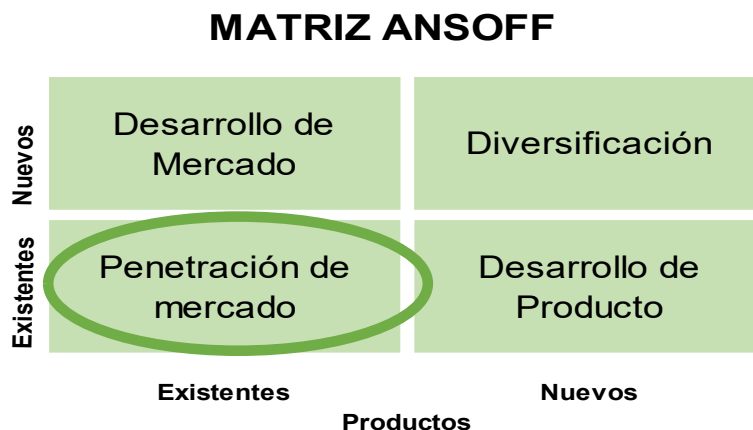 MATRIZ ANSOFF
Nuevos
Desarrollo de
Mercado
Diversificación
Existentes
Penetración de
mercado
Desarrollo de
Producto
Existentes
Nuevos
Productos